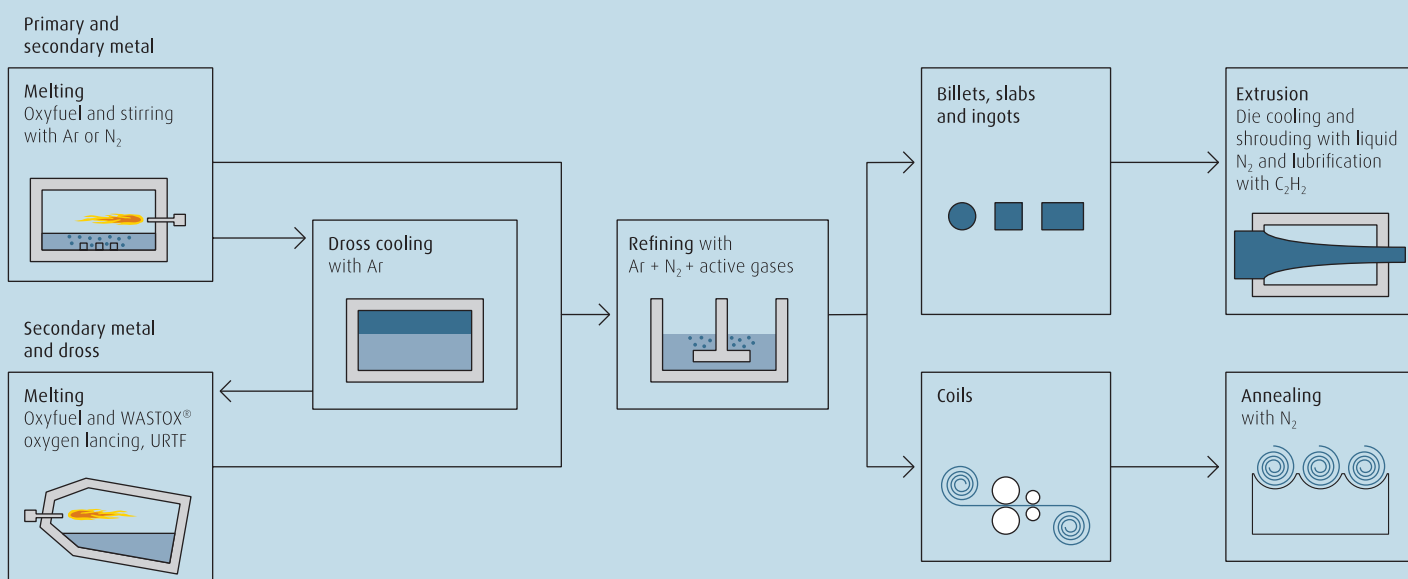 Primary and
secondary metal
Melting
Oxyfuel and stirring
with Ar or N₂
Dross cooling
with Ar
Secondary metal
and dross
Melting
Oxyfuel and WASTOX®
oxygen lancing, URTF
Refining with
Ar + N₂ + active gases
Billets, slabs
and ingots
Extrusion
Die cooling and
shrouding with liquid
N₂ and lubrification
with C₂H₂
Coils
Annealing
with N₂